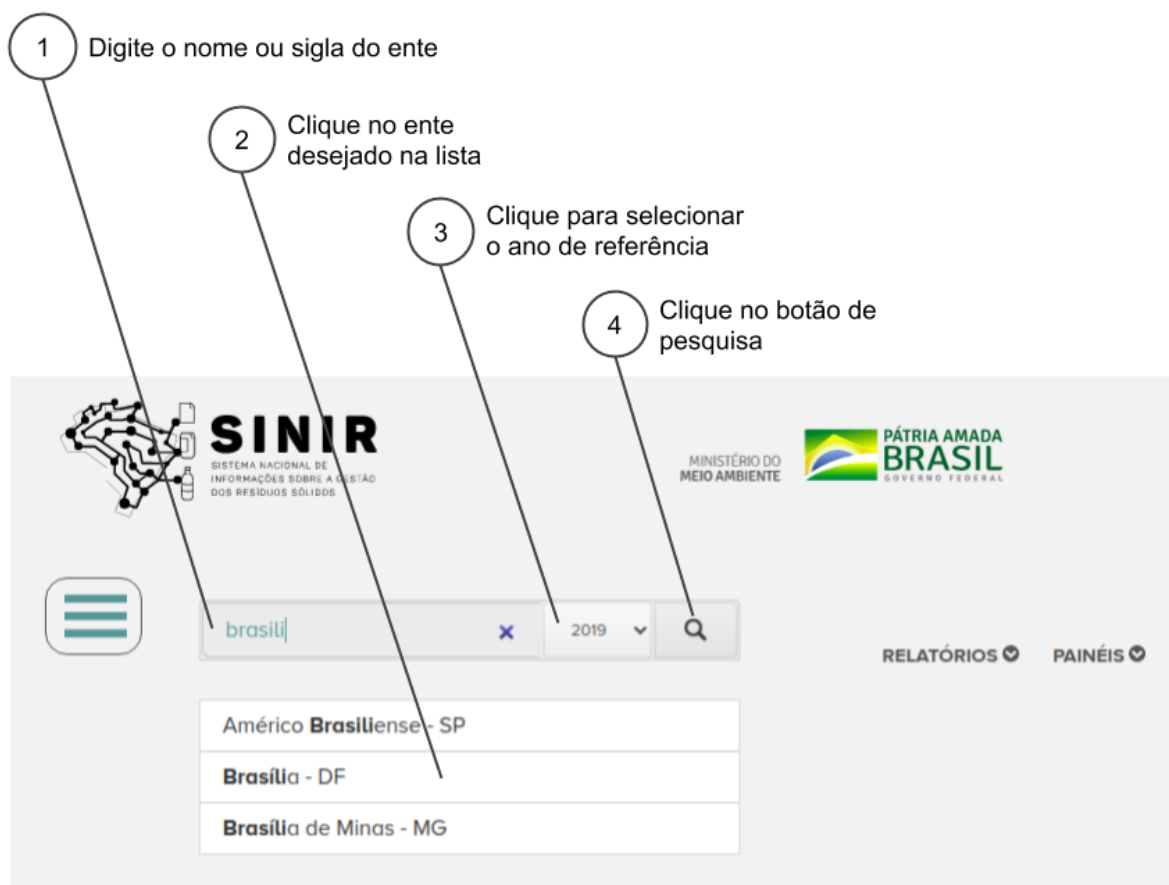 1 Digite o nome ou sigla do ente
2 Clique no ente
desejado na lista
3 Clique para selecionar
o ano de referência
4 Clique no botão de
pesquisa
SINIR
SISTEMA NACIONAL DE
INFORMAÇÕES SOBRE A GESTÃO
DOS RESÍDUOS SÓLIDOS
MINISTÉRIO DO
MEIO AMBIENTE
PÁTRIA AMADA
BRASIL
GOVERNO FEDERAL
brasili
2019
RELATÓRIOS
PAINÉIS
Américo Brasiliense - SP
Brasília - DF
Brasília de Minas - MG